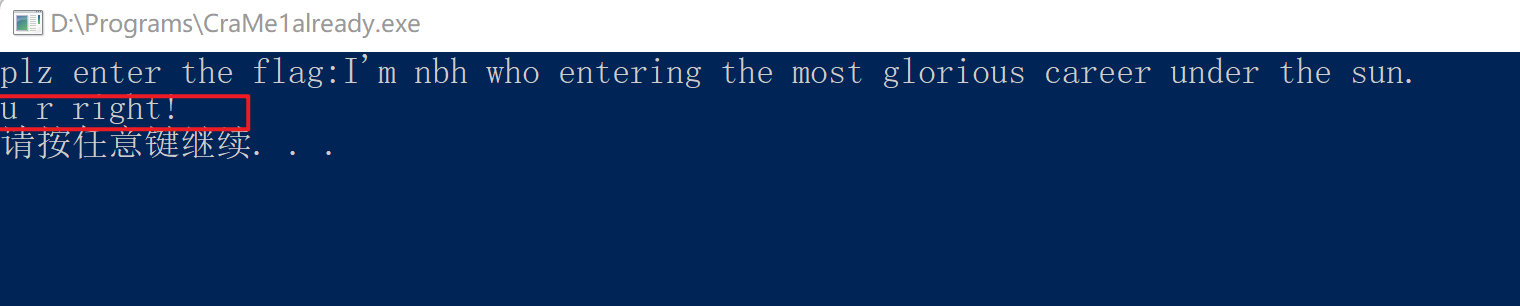 D:\Programs\CraMe1already.exe
plz enter the flag:I'm nbh who entering the most glorious career under the sun.
u r right!
请按任意键继续. . .